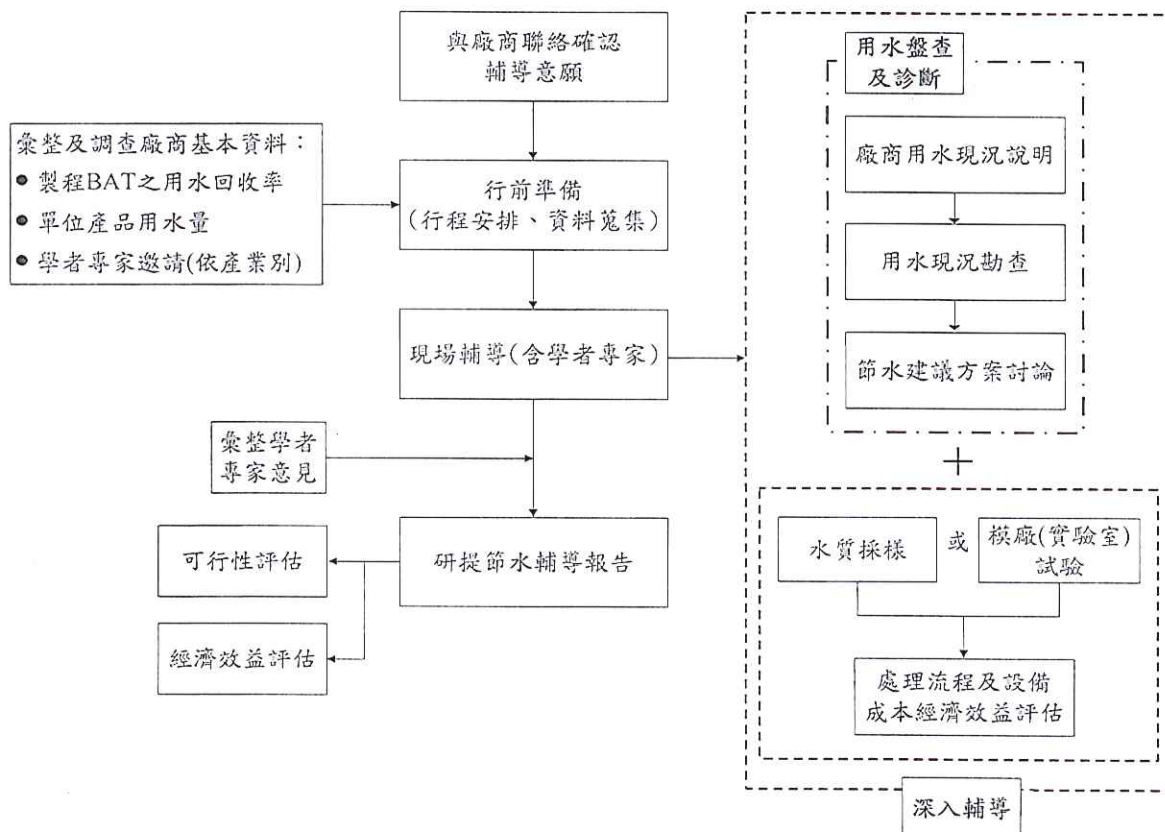 與廠商聯絡確認
輔導意願
彙整及調查廠商基本資料：
● 製程BAT之用水回收率
● 單位產品用水量
● 學者專家邀請(依產業別)
行前準備
(行程安排、資料蒐集)
現場輔導(含學者專家)
彙整學者
專家意見
研提節水輔導報告
可行性評估
經濟效益評估
用水盤查
及診斷
廠商用水現況說明
用水現況勘查
節水建議方案討論
+
水質採樣
或
模廠(實驗室)
試驗
處理流程及設備
成本經濟效益評估
深入輔導